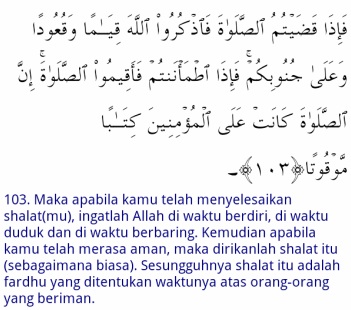 فَإِذَا قَضَيْتُمُ ٱلصَّلَوٰةَ فَٱذْكُرُوا۟ ٱللَّهَ قِيَـٰمًا وَقُعُودًا
وَعَلَىٰ جُنُوبِكُمْ ۚ فَإِذَا ٱطْمَأْنَنتُمْ فَأَقِيمُوا۟ ٱلصَّلَوٰةَ ۚ إِنَّ
ٱلصَّلَوٰةَ كَانَتْ عَلَى ٱلْمُؤْمِنِينَ كِتَـٰبًا
مَّوْقُوتًا ﴿١٠٣﴾
103. Maka apabila kamu telah menyelesaikan
shalat(mu), ingatlah Allah di waktu berdiri, di waktu
duduk dan di waktu berbaring. Kemudian apabila
kamu telah merasa aman, maka dirikanlah shalat itu
(sebagaimana biasa). Sesungguhnya shalat itu adalah
fardhu yang ditentukan waktunya atas orang-orang
yang beriman.